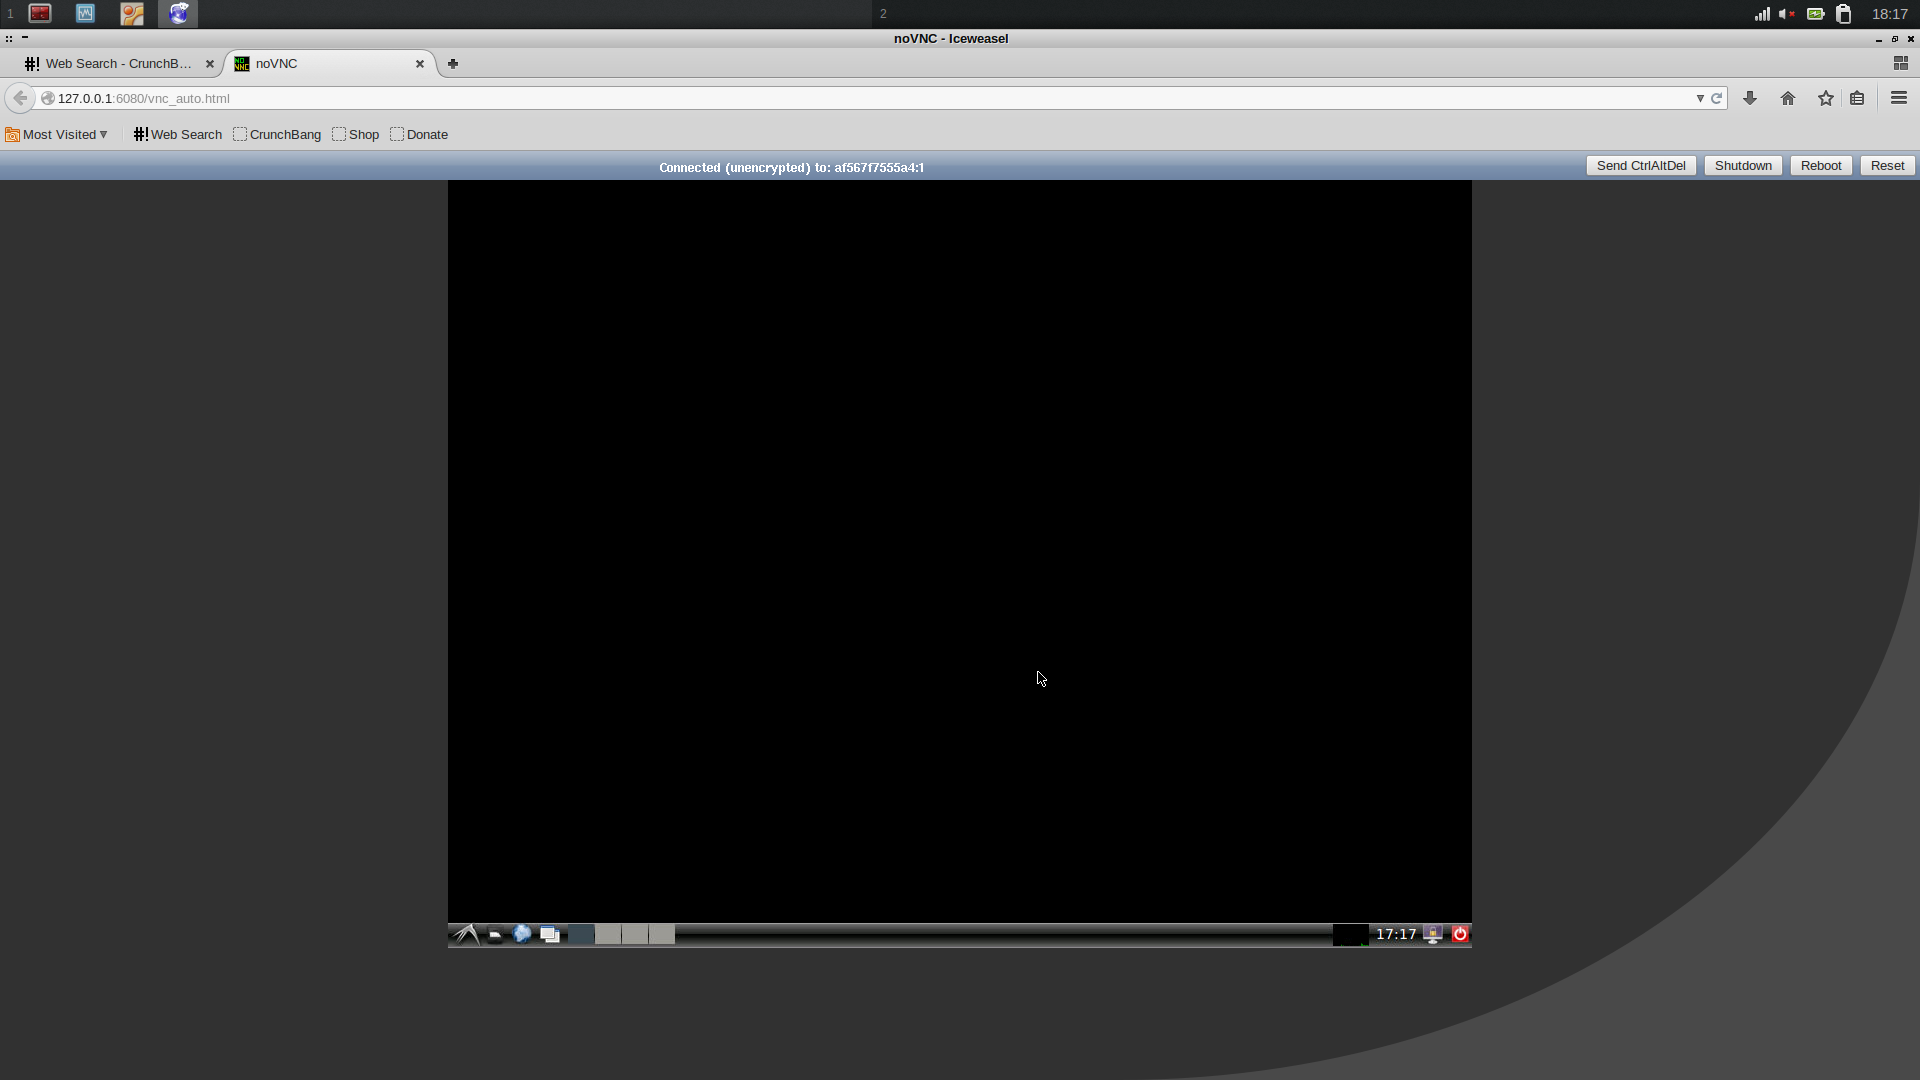 1
2
18:17
noVNC - Iceweasel
#! Web Search - CrunchB...
noVNC
127.0.0.1:6080/vnc_auto.html
Most Visited
#! Web Search
CrunchBang
Shop
Donate
Connected (unencrypted) to: af567f7555a4:1
Send CtrlAltDel
Shutdown
Reboot
Reset
17:17